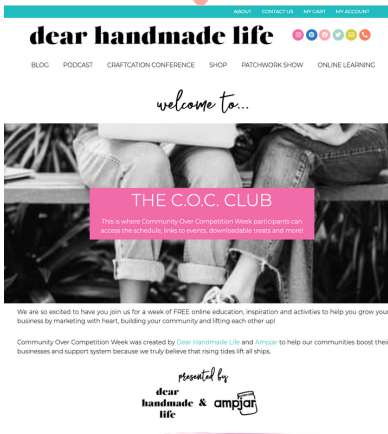 ABOUT CONTACT US MY CART MY ACCOUNT
dear handmade life
BLOG PODCAST CRAFTCATION CONFERENCE SHOP PATCHWORK SHOW ONLINE LEARNING
welcome to...
THE C.O.C. CLUB
This is where Community Over Competition Week participants can
access the schedule, links to events, downloadable treats and more!
We are so excited to have you join us for a week of FREE online education, inspiration and activities to help you grow your
business by marketing with heart, building your community and lifting each other up!
Community Over Competition Week was created by Dear Handmade Life and Ampjar to help our communities boost their
businesses and support system because we truly believe that rising tides lift all ships.
presented by
dear
handmade
life
& ampjar